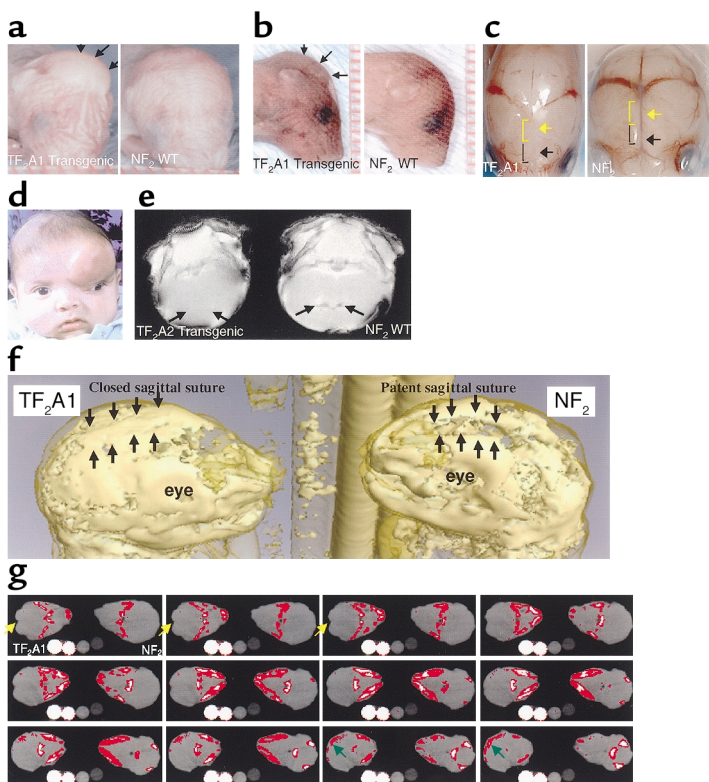 a
b
c
TF2A1 Transgenic
NF2 WT
TF2A1 Transgenic
NF2 WT
TF2A1
NF2
d
e
TF2A2 Transgenic
NF2 WT
f
TF2A1
Closed sagittal suture
Patent sagittal suture
NF2
eye
eye
g
TF2A1
NF2